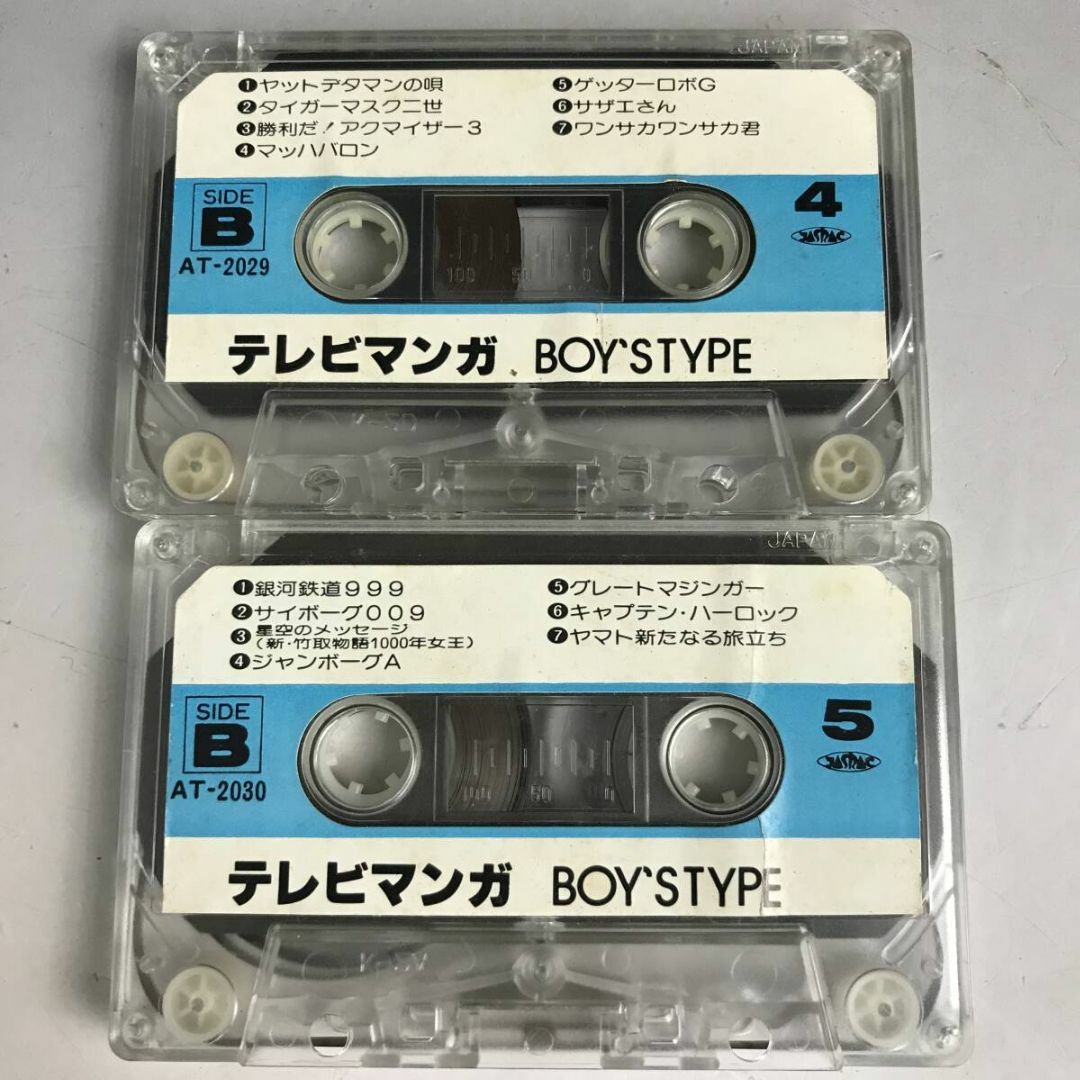 JAPAN
❶ヤットデタマンの唄
❷タイガーマスク二世
❸勝利だ!アクマイザー3
❹マッハバロン
❺ゲッターロボG
❻サザエさん
❼ワンサカワンサカ君
SIDE
B
AT-2029
100 50 0
4
JASRAC
テレビマンガ BOY'S TYPE
JAPAN
❶銀河鉄道999
❷サイボーグ009
❸星空のメッセージ
(新・竹取物語1000年女王)
❹ジャンボーグA
❺グレートマジンガー
❻キャプテン・ハーロック
❼ヤマト新たなる旅立ち
SIDE
B
AT-2030
100 50 0
5
JASRAC
テレビマンガ BOY'S TYPE